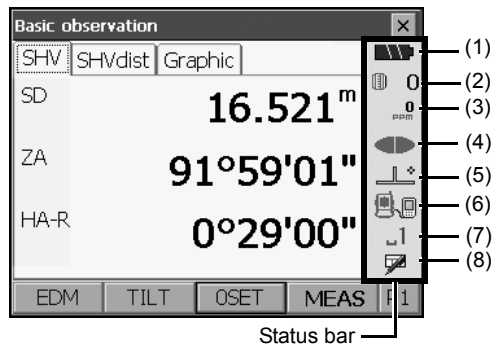 Basic observation ×
SHV SHVdist Graphic
SD 16.521 m
ZA 91°59'01"
HA-R 0°29'00"
0
0
PPM
1
EDM TILT 0SET MEAS P1
(1)
(2)
(3)
(4)
(5)
(6)
(7)
(8)
Status bar